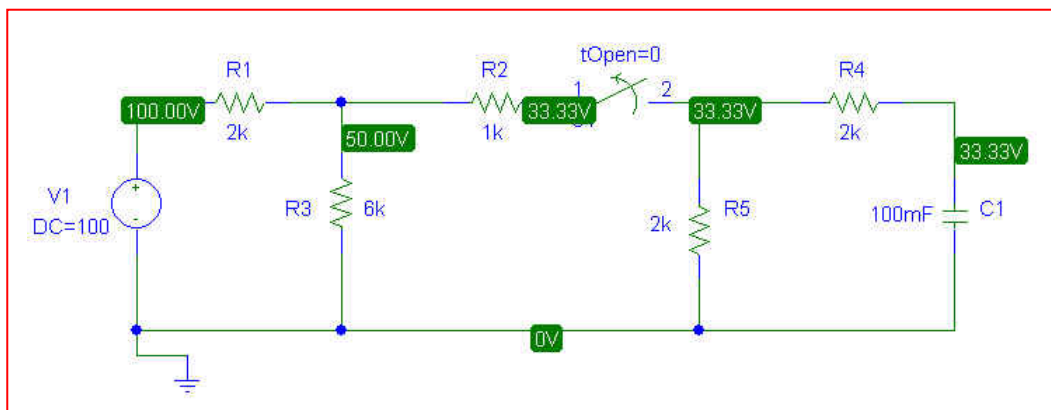 tOpen=0
R1
R2
1
2
R4
100.00V
33.33V
33.33V
2k
1k
2k
50.00V
33.33V
V1
DC=100
+
-
R3
6k
R5
2k
100mF
C1
0V